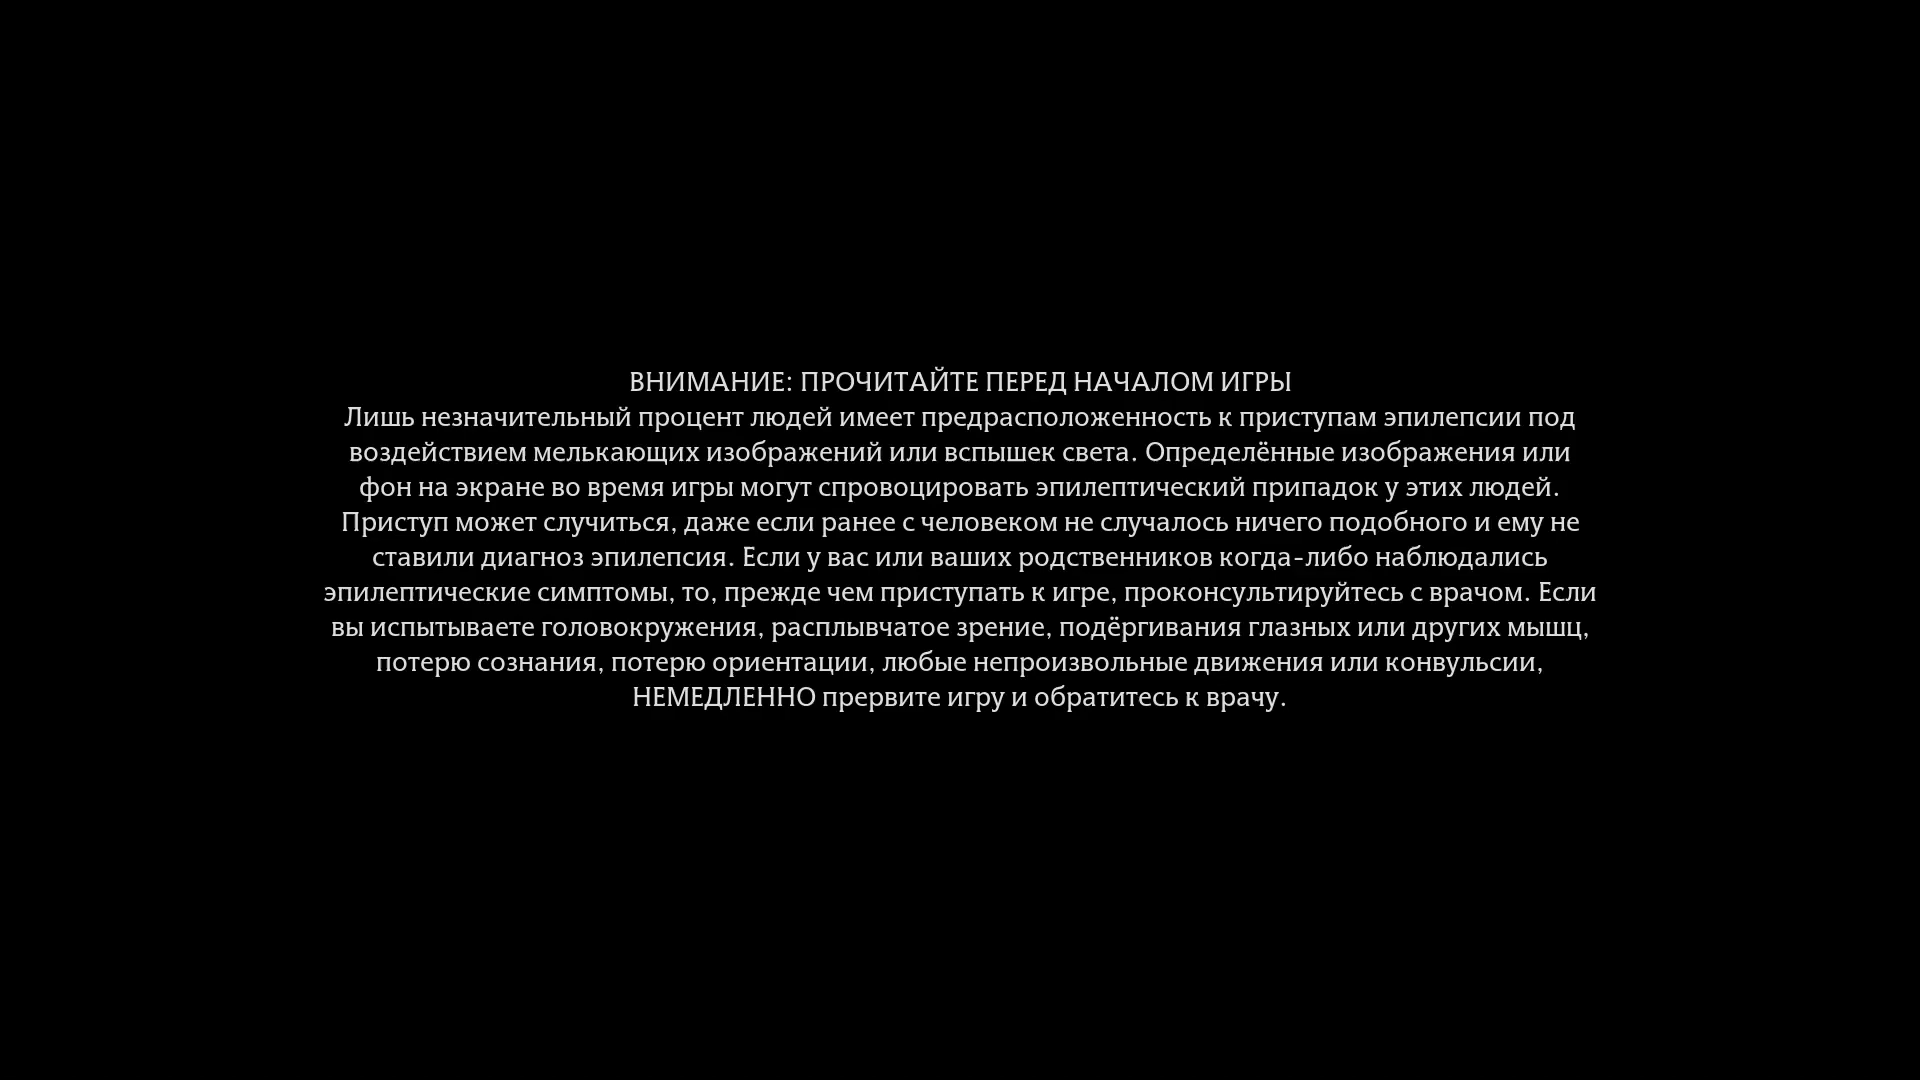 ВНИМАНИЕ: ПРОЧИТАЙТЕ ПЕРЕД НАЧАЛОМ ИГРЫ
Лишь незначительный процент людей имеет предрасположенность к приступам эпилепсии под
воздействием мелькающих изображений или вспышек света. Определённые изображения или
фон на экране во время игры могут спровоцировать эпилептический припадок у этих людей.
Приступ может случиться, даже если ранее с человеком не случалось ничего подобного и ему не
ставили диагноз эпилепсия. Если у вас или ваших родственников когда-либо наблюдались
эпилептические симптомы, то, прежде чем приступать к игре, проконсультируйтесь с врачом. Если
вы испытываете головокружения, расплывчатое зрение, подёргивания глазных или других мышц,
потерю сознания, потерю ориентации, любые непроизвольные движения или конвульсии,
НЕМЕДЛЕННО прервите игру и обратитесь к врачу.